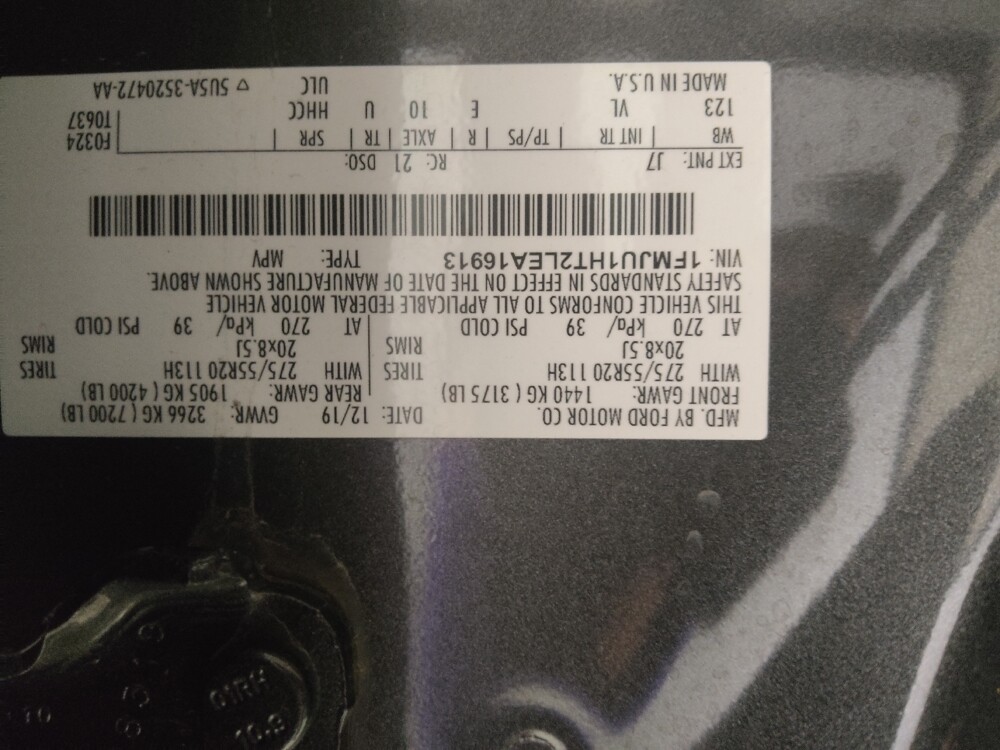 MFD. BY FORD MOTOR CO.
DATE: 12/19 GVWR: 3266 KG ( 7200 LB)
FRONT GAWR: 1440 KG ( 3175 LB) REAR GAWR: 1905 KG ( 4200 LB)
WITH 275/55R20 113H TIRES WITH 275/55R20 113H TIRES
20x8.5J RIMS 20x8.5J RIMS
AT 270 kPa/ 39 PSI COLD AT 270 kPa/ 39 PSI COLD
THIS VEHICLE CONFORMS TO ALL APPLICABLE FEDERAL MOTOR VEHICLE
SAFETY STANDARDS IN EFFECT ON THE DATE OF MANUFACTURE SHOWN ABOVE.
VIN: 1FMJU1HT2LEA16913 TYPE: MPV
EXT PNT: J7 RC: 21 DSO:
WB | INT TR | TP/PS | R | AXLE | TR | SPR | F0324
123 VL E 10 U HHCC T0637
MADE IN U.S.A. ULC ▽ 5U5A-3520472-AA
10.9